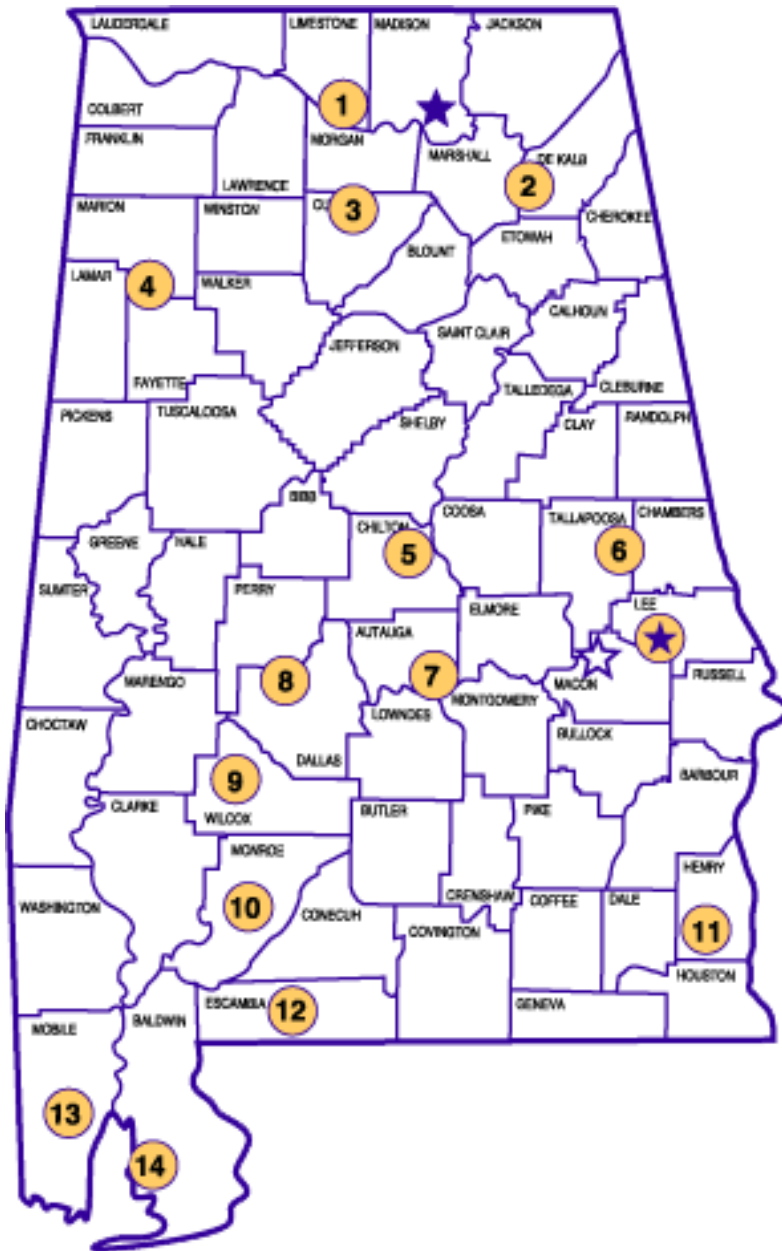 LAUDERDALE
LIMESTONE
MADISON
JACKSON
COLBERT
1
FRANKLIN
MORGAN
MARSHALL
DE KALB
2
LAWRENCE
MARION
WINSTON
3
CHEROKEE
ETOWAH
BLOUNT
LAMAR
4
WALKER
CALHOUN
SAINT CLAIR
JEFFERSON
FAYETTE
TALLEDEGA
CLEBURNE
PICKENS
TUSCALOOSA
SHELBY
CLAY
RANDOLPH
BIBB
COOSA
TALLAPOOSA
CHAMBERS
CHILTON
5
6
GREENE
HALE
SUMTER
PERRY
ELMORE
LEE
AUTAUGA
MARENGO
8
7
MACON
RUSSELL
MONTGOMERY
LOWNDES
CHOCTAW
BULLOCK
DALLAS
BARBOUR
9
CLARKE
WILCOX
BUTLER
PIKE
MONROE
HENRY
CRENSHAW
COFFEE
DALE
WASHINGTON
10
CONECUH
COVINGTON
11
HOUSTON
ESCAMBIA
12
GENEVA
MOBILE
BALDWIN
13
14